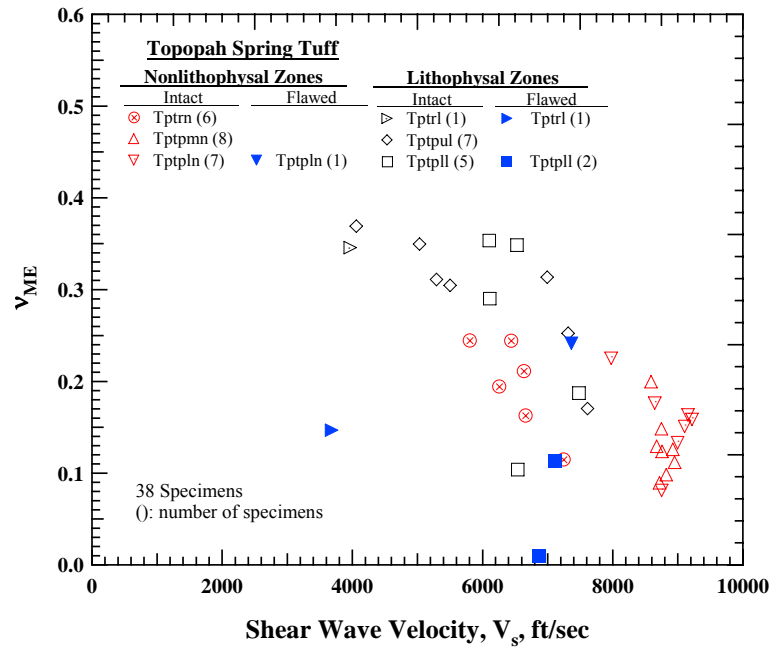 Topopah Spring Tuff
Nonlithophysal Zones Lithophysal Zones
Intact Flawed Intact Flawed
Tptrn (6) Tptrl (1) Tptrl (1)
Tptpmn (8) Tptpul (7)
Tptpln (7) Tptpln (1) Tptpll (5) Tptpll (2)
0.6
0.5
0.4
0.3
0.2
0.1
0.0
νME
38 Specimens
(): number of specimens
0 2000 4000 6000 8000 10000
Shear Wave Velocity, Vs, ft/sec